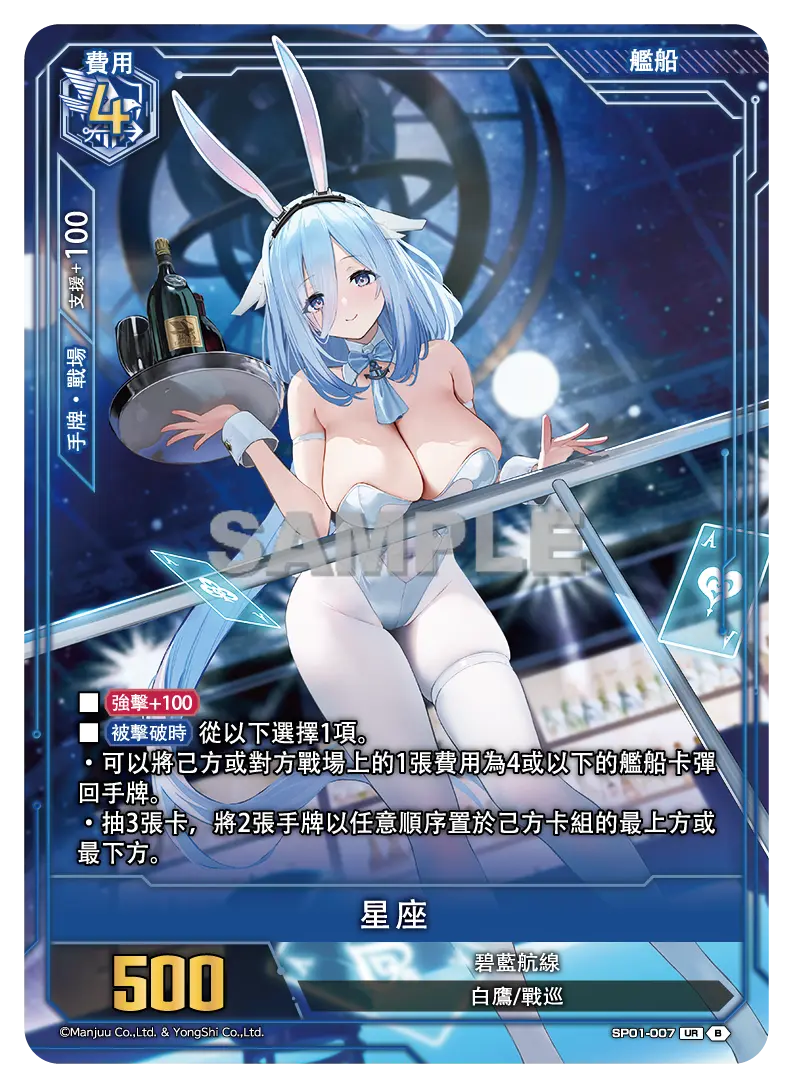 費用
4
艦船
手牌・戰場/支援+100
A
A
SAMPLE
強擊+100
被擊破時 從以下選擇1項。
・可以將己方或對方戰場上的1張費用為4或以下的艦船卡彈
回手牌。
・抽3張卡，將2張手牌以任意順序置於己方卡組的最上方或
最下方。
星座
500
碧藍航線
白鷹/戰巡
©Manjuu Co.,Ltd. & YongShi Co.,Ltd.
SP01-007 UR B